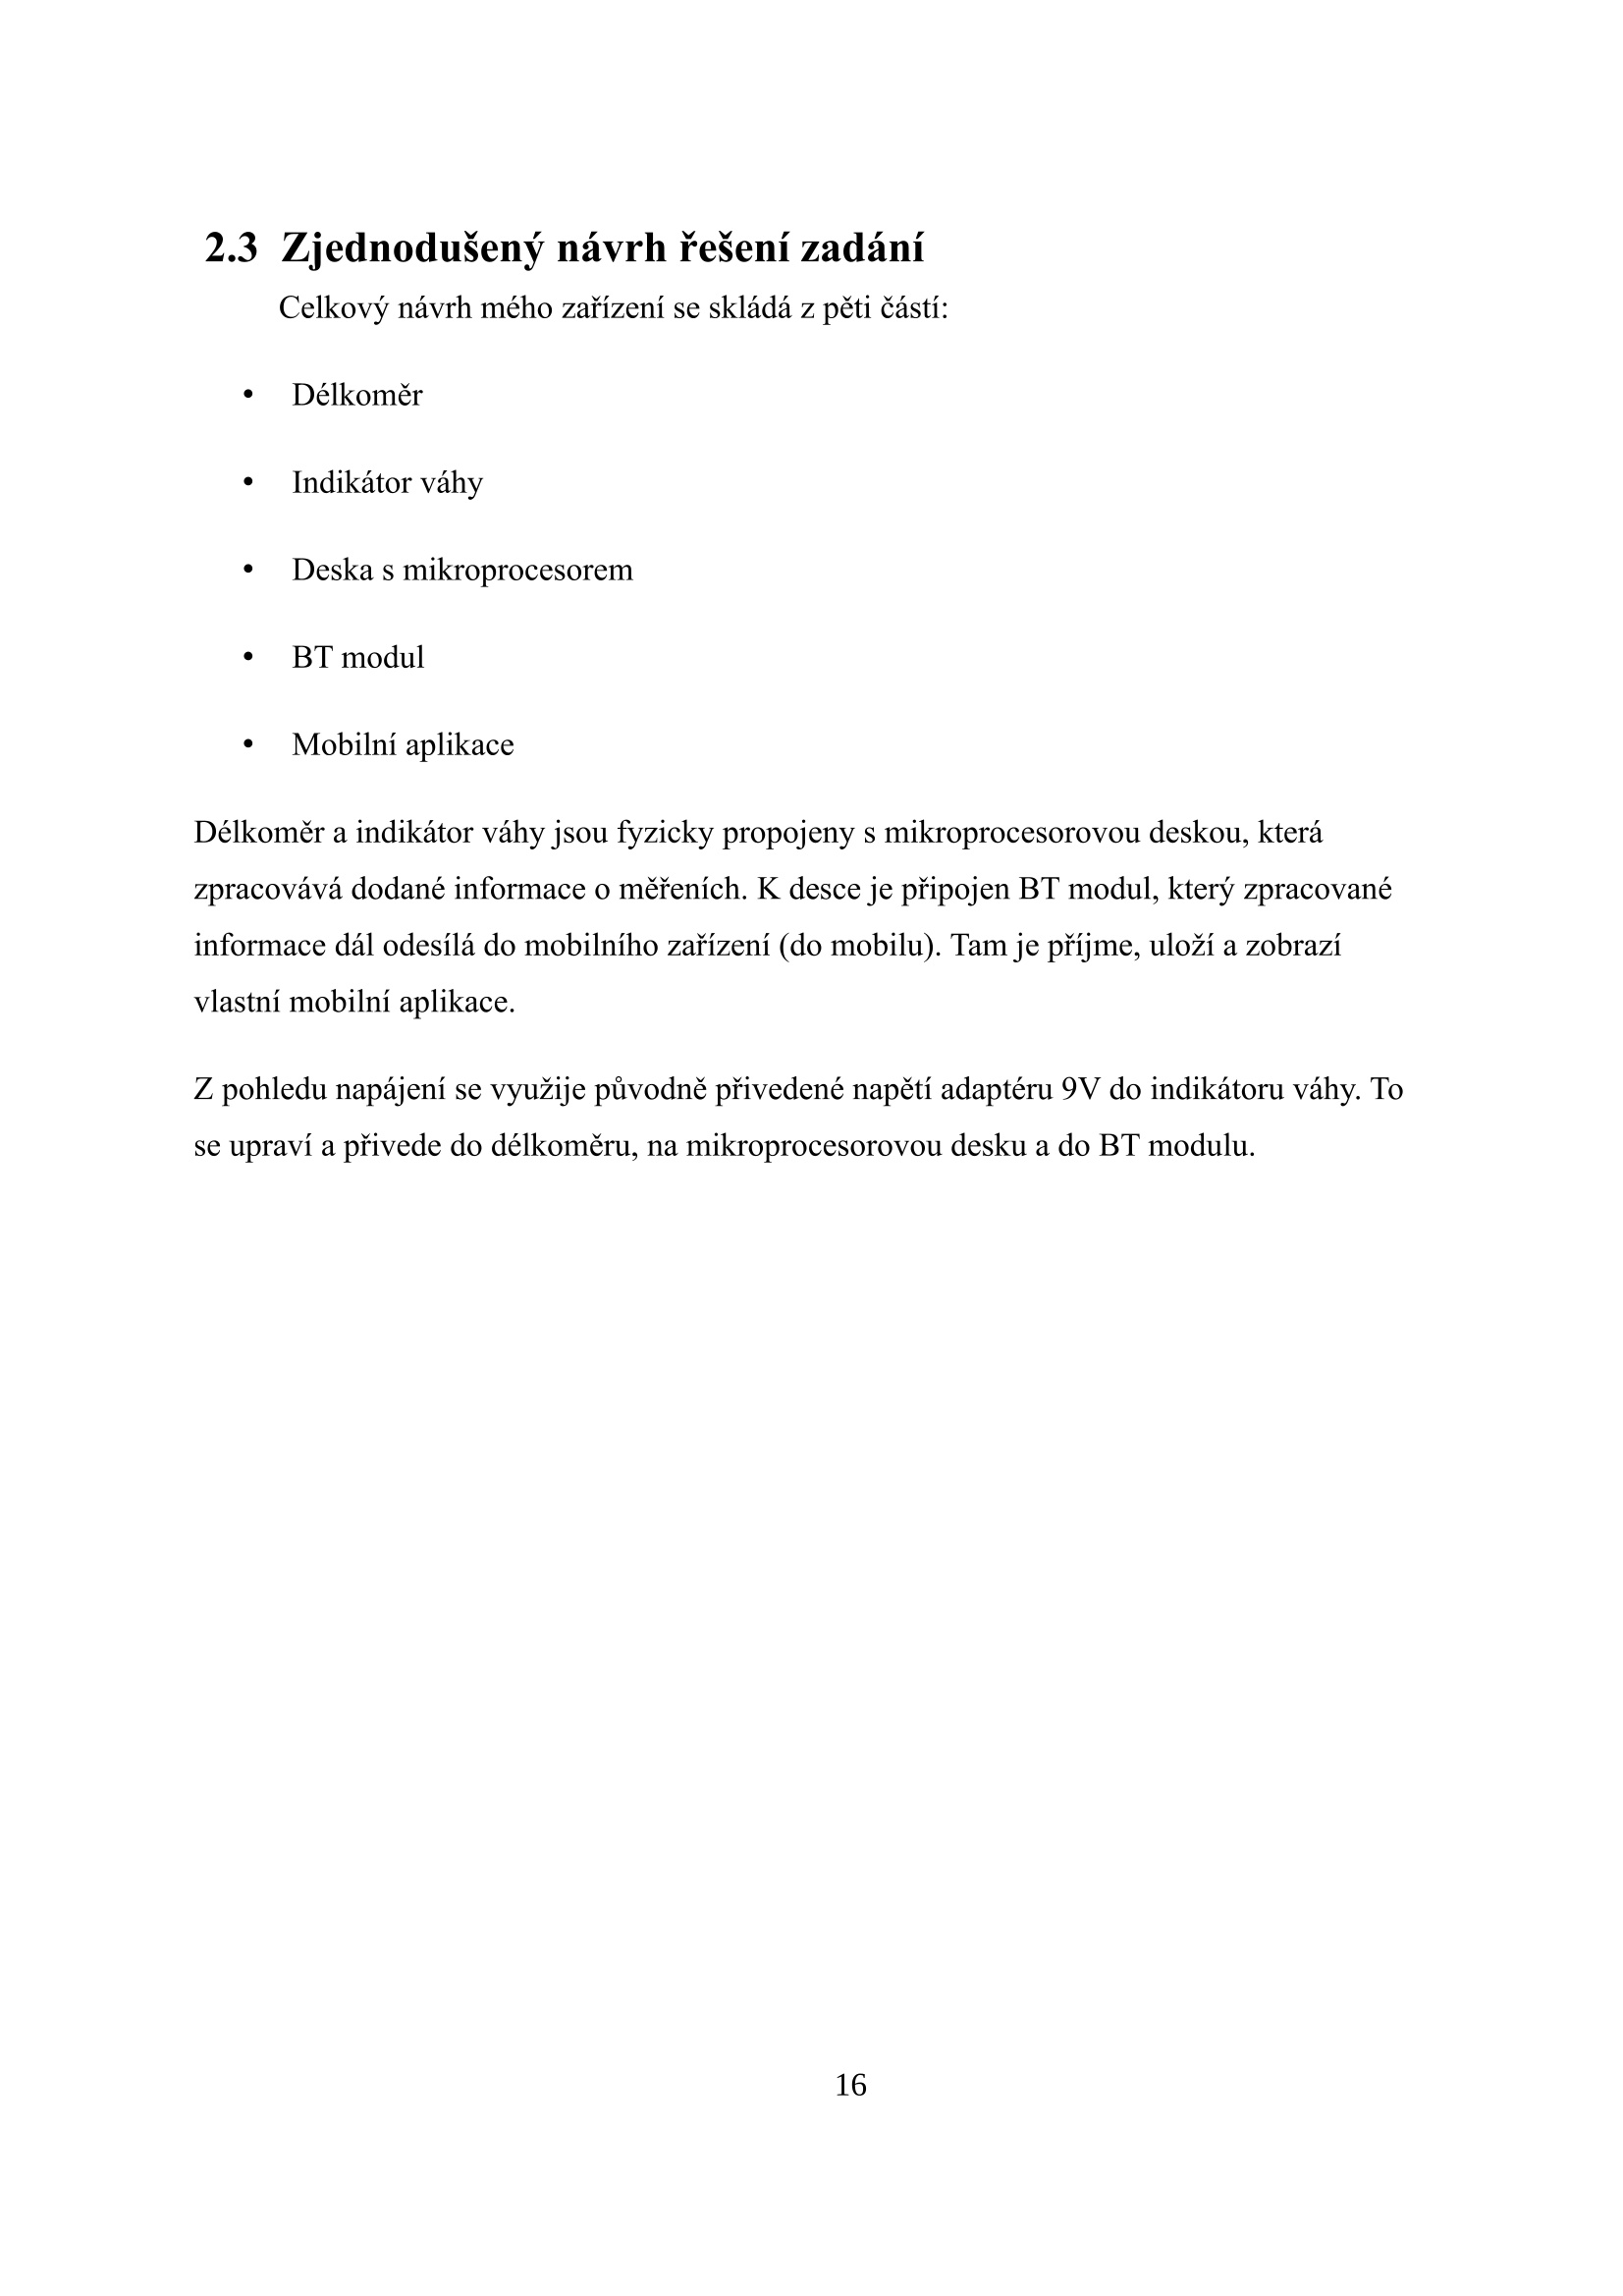 2.3 Zjednodušený návrh řešení zadání
Celkový návrh mého zařízení se skládá z pěti částí:
• Délkoměr
• Indikátor váhy
• Deska s mikroprocesorem
• BT modul
• Mobilní aplikace
Délkoměr a indikátor váhy jsou fyzicky propojeny s mikroprocesorovou deskou, která
zpracovává dodané informace o měřeních. K desce je připojen BT modul, který zpracované
informace dál odesílá do mobilního zařízení (do mobilu). Tam je příjme, uloží a zobrazí
vlastní mobilní aplikace.
Z pohledu napájení se využije původně přivedené napětí adaptéru 9V do indikátoru váhy. To
se upraví a přivede do délkoměru, na mikroprocesorovou desku a do BT modulu.
16